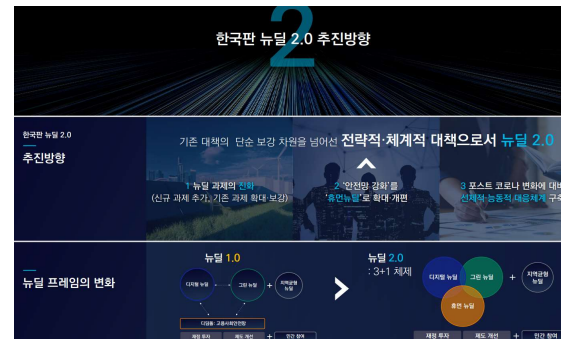 2
한국판 뉴딜 2.0 추진방향
한국판 뉴딜 2.0
추진방향
기존 대책의 단순 보강 차원을 넘어선 전략적·체계적 대책으로서 뉴딜 2.0
1 뉴딜 과제의 진화
(신규 과제 추가, 기존 과제 확대·보강)
2 '안전망 강화'를
'휴먼뉴딜'로 확대·개편
3 포스트 코로나 변화에 대비
선제적·능동적 대응체계 구축
뉴딜 프레임의 변화
뉴딜 1.0
디지털 뉴딜
그린 뉴딜
+
지역균형
뉴딜
디딤돌: 고용사회안전망
재정 투자
제도 개선
+
민간 참여
뉴딜 2.0
: 3+1 체제
디지털 뉴딜
그린 뉴딜
휴먼 뉴딜
+
지역균형
뉴딜
재정 투자
제도 개선
+
민간 참여